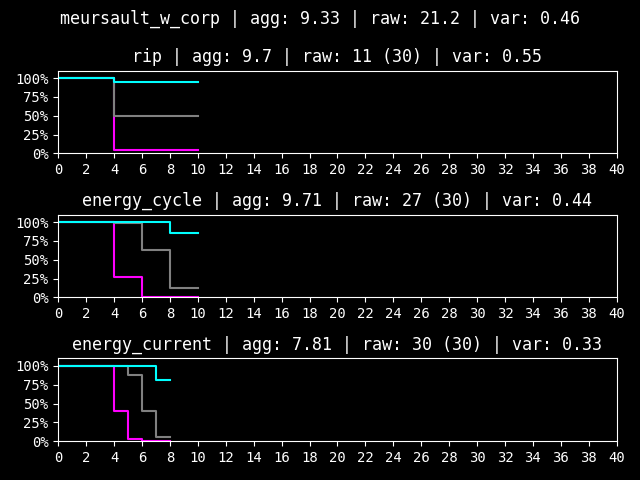 meursault_w_corp | agg: 9.33 | raw: 21.2 | var: 0.46
rip | agg: 9.7 | raw: 11 (30) | var: 0.55
100%
75%
50%
25%
0%
0 2 4 6 8 10 12 14 16 18 20 22 24 26 28 30 32 34 36 38 40
energy_cycle | agg: 9.71 | raw: 27 (30) | var: 0.44
100%
75%
50%
25%
0%
0 2 4 6 8 10 12 14 16 18 20 22 24 26 28 30 32 34 36 38 40
energy_current | agg: 7.81 | raw: 30 (30) | var: 0.33
100%
75%
50%
25%
0%
0 2 4 6 8 10 12 14 16 18 20 22 24 26 28 30 32 34 36 38 40